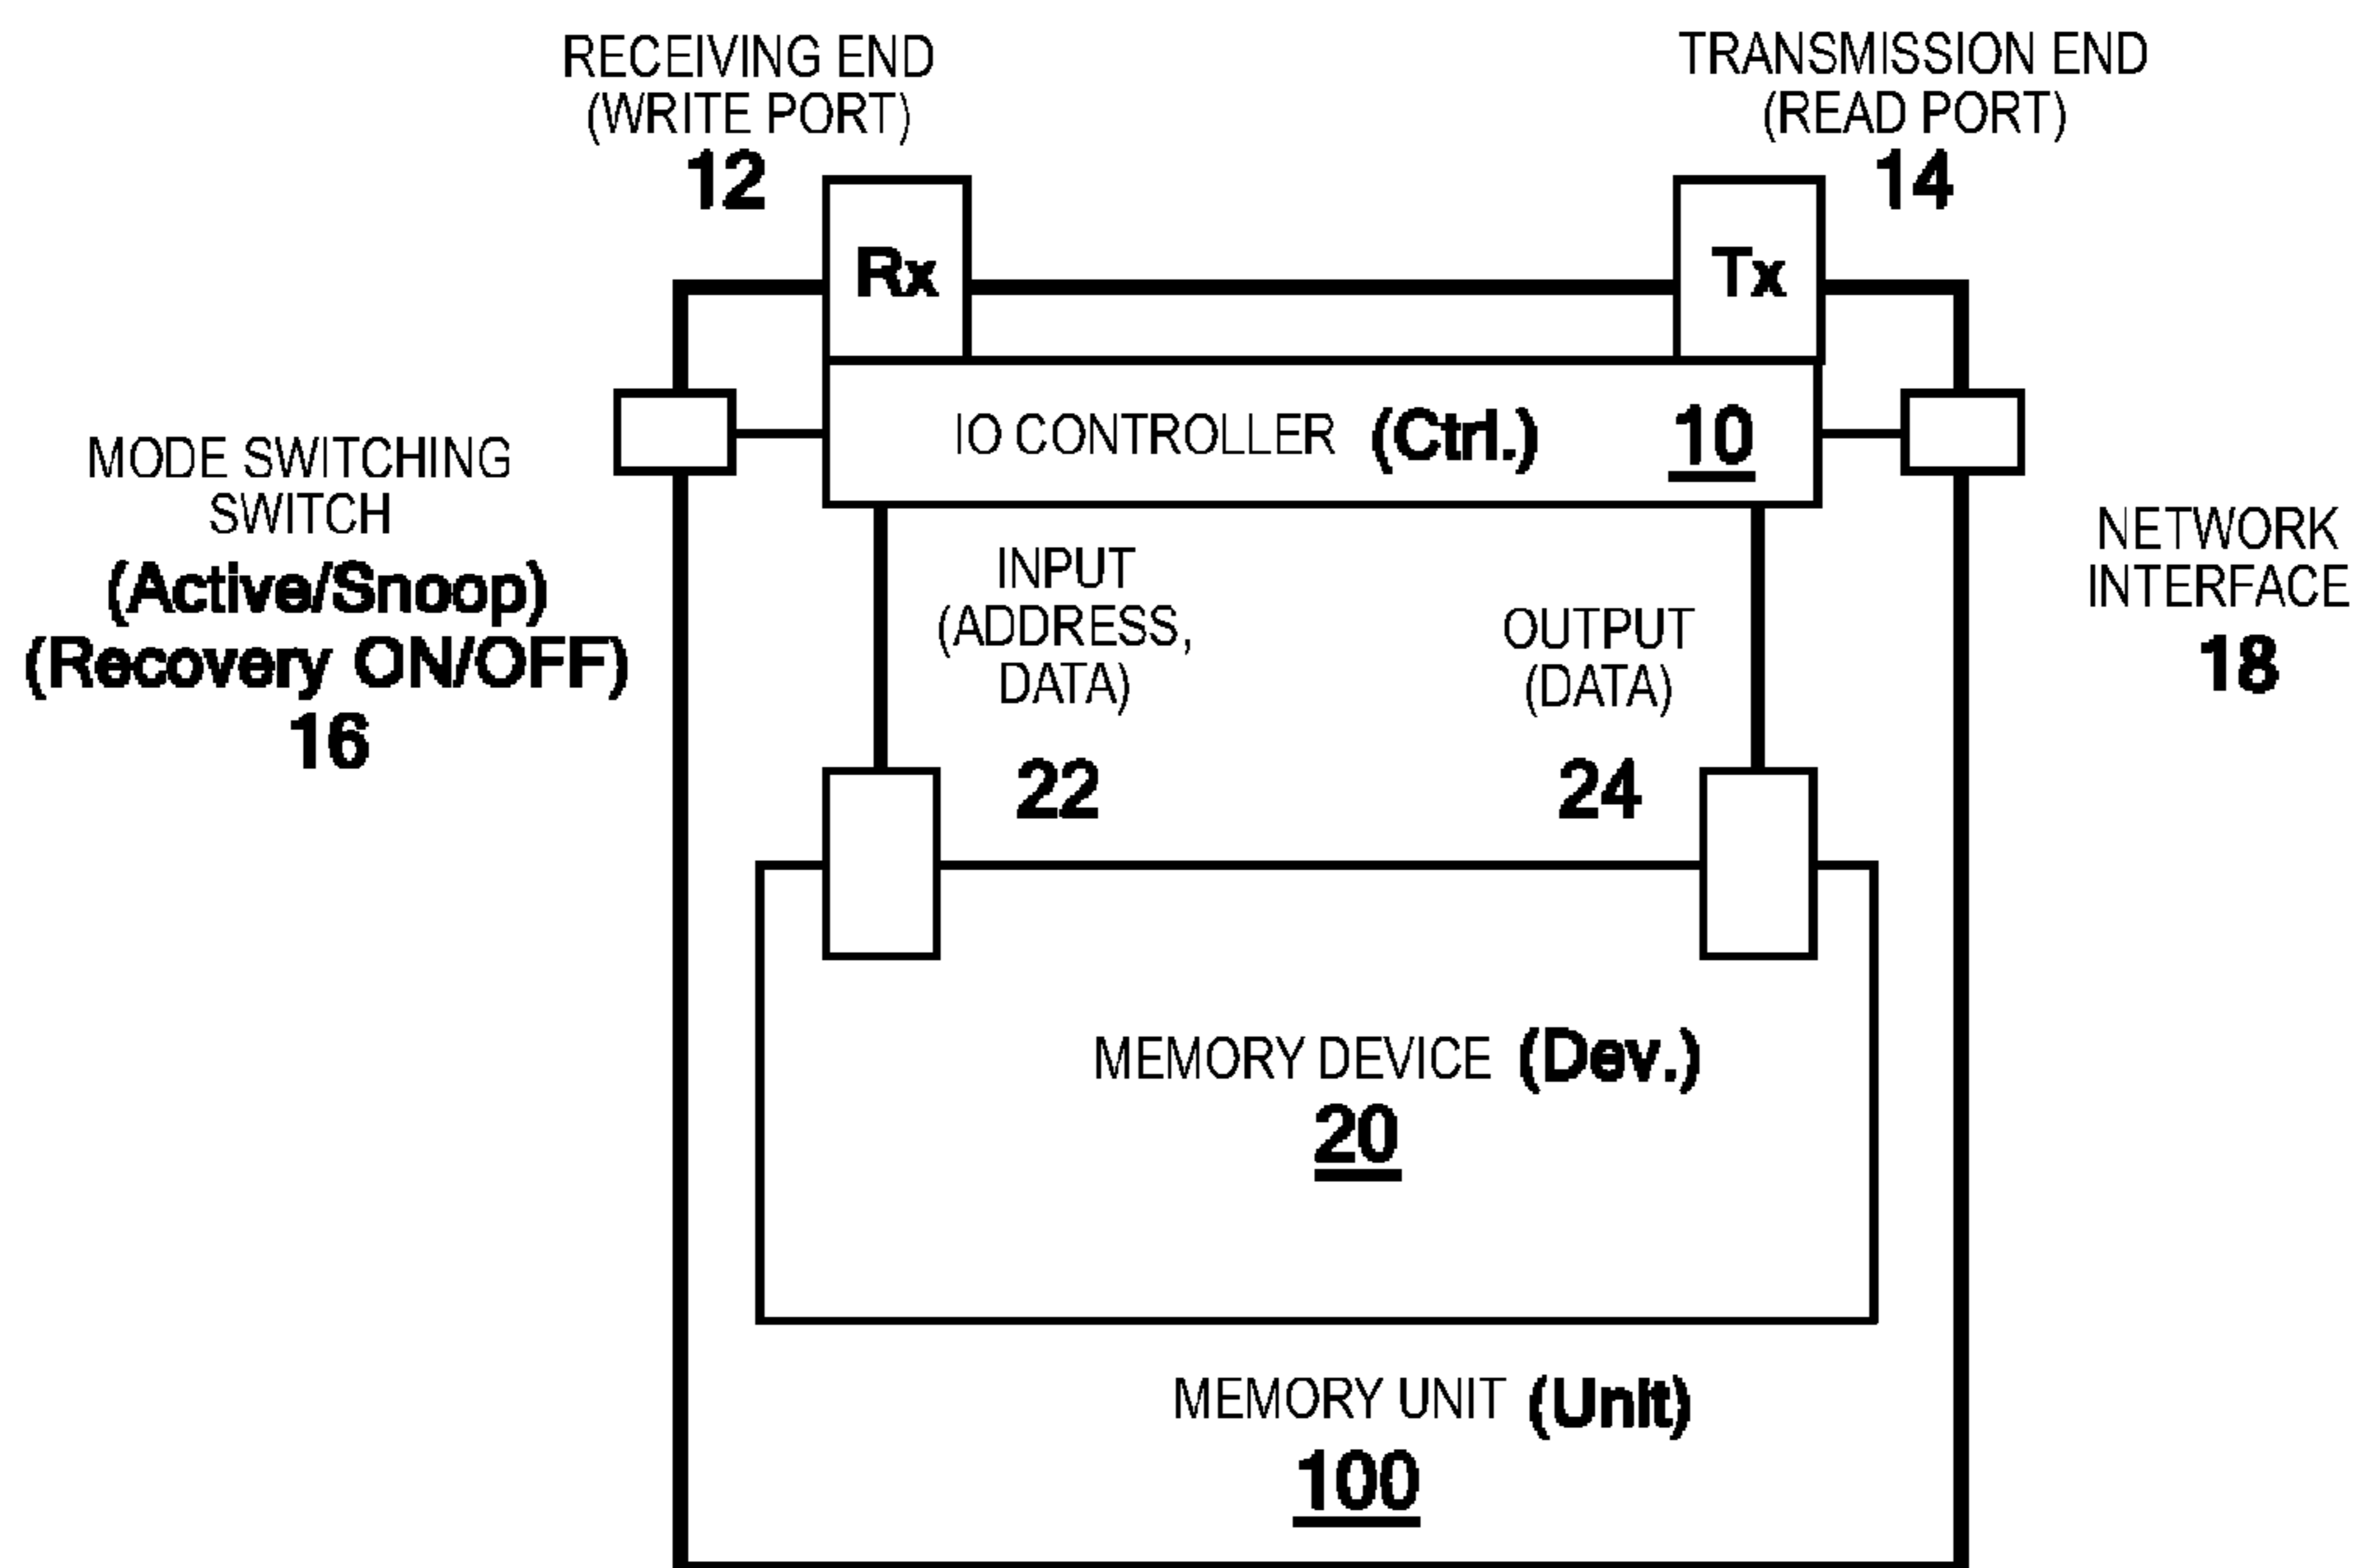 RECEIVING END
(WRITE PORT)
12
TRANSMISSION END
(READ PORT)
14
Rx
Tx
IO CONTROLLER (Ctrl.) 10
MODE SWITCHING
SWITCH
(Active/Snoop)
(Recovery ON/OFF)
16
NETWORK
INTERFACE
18
INPUT
(ADDRESS,
DATA)
22
OUTPUT
(DATA)
24
MEMORY DEVICE (Dev.)
20
MEMORY UNIT (Unit)
100